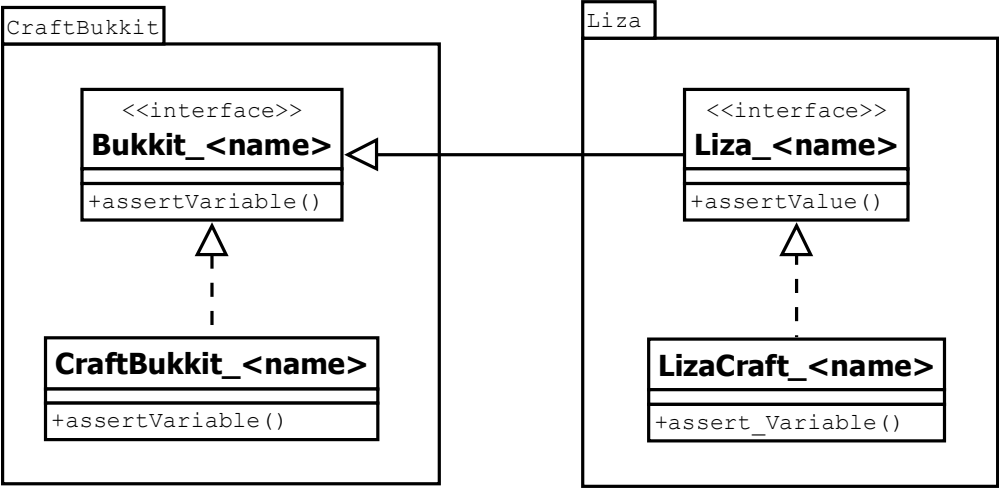 CraftBukkit
<<interface>>
Bukkit_<name>
+assertVariable()
CraftBukkit_<name>
+assertVariable()
Liza
<<interface>>
Liza_<name>
+assertValue()
LizaCraft_<name>
+assert_Variable()